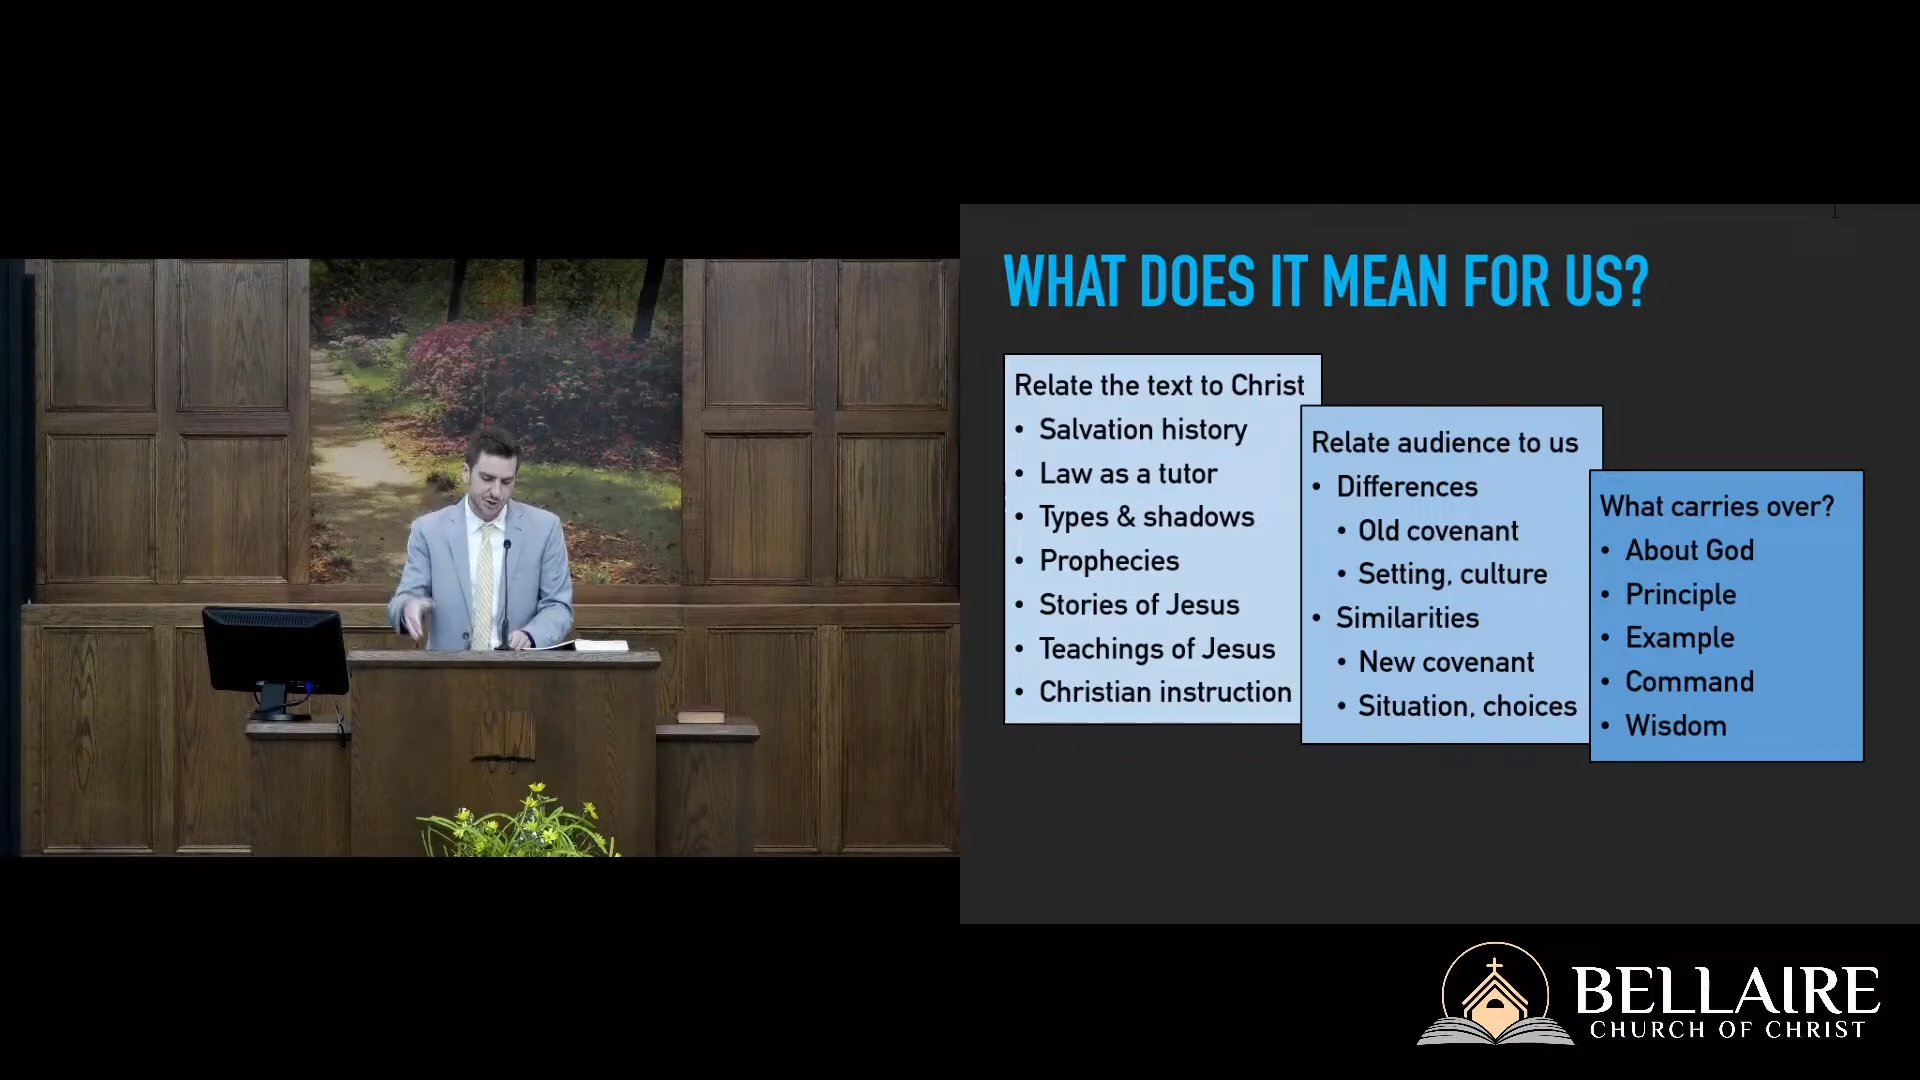 WHAT DOES IT MEAN FOR US?
Relate the text to Christ
• Salvation history
• Law as a tutor
• Types & shadows
• Prophecies
• Stories of Jesus
• Teachings of Jesus
• Christian instruction
Relate audience to us
• Differences
• Old covenant
• Setting, culture
• Similarities
• New covenant
• Situation, choices
What carries over?
• About God
• Principle
• Example
• Command
• Wisdom
BELLAIRE
CHURCH OF CHRIST